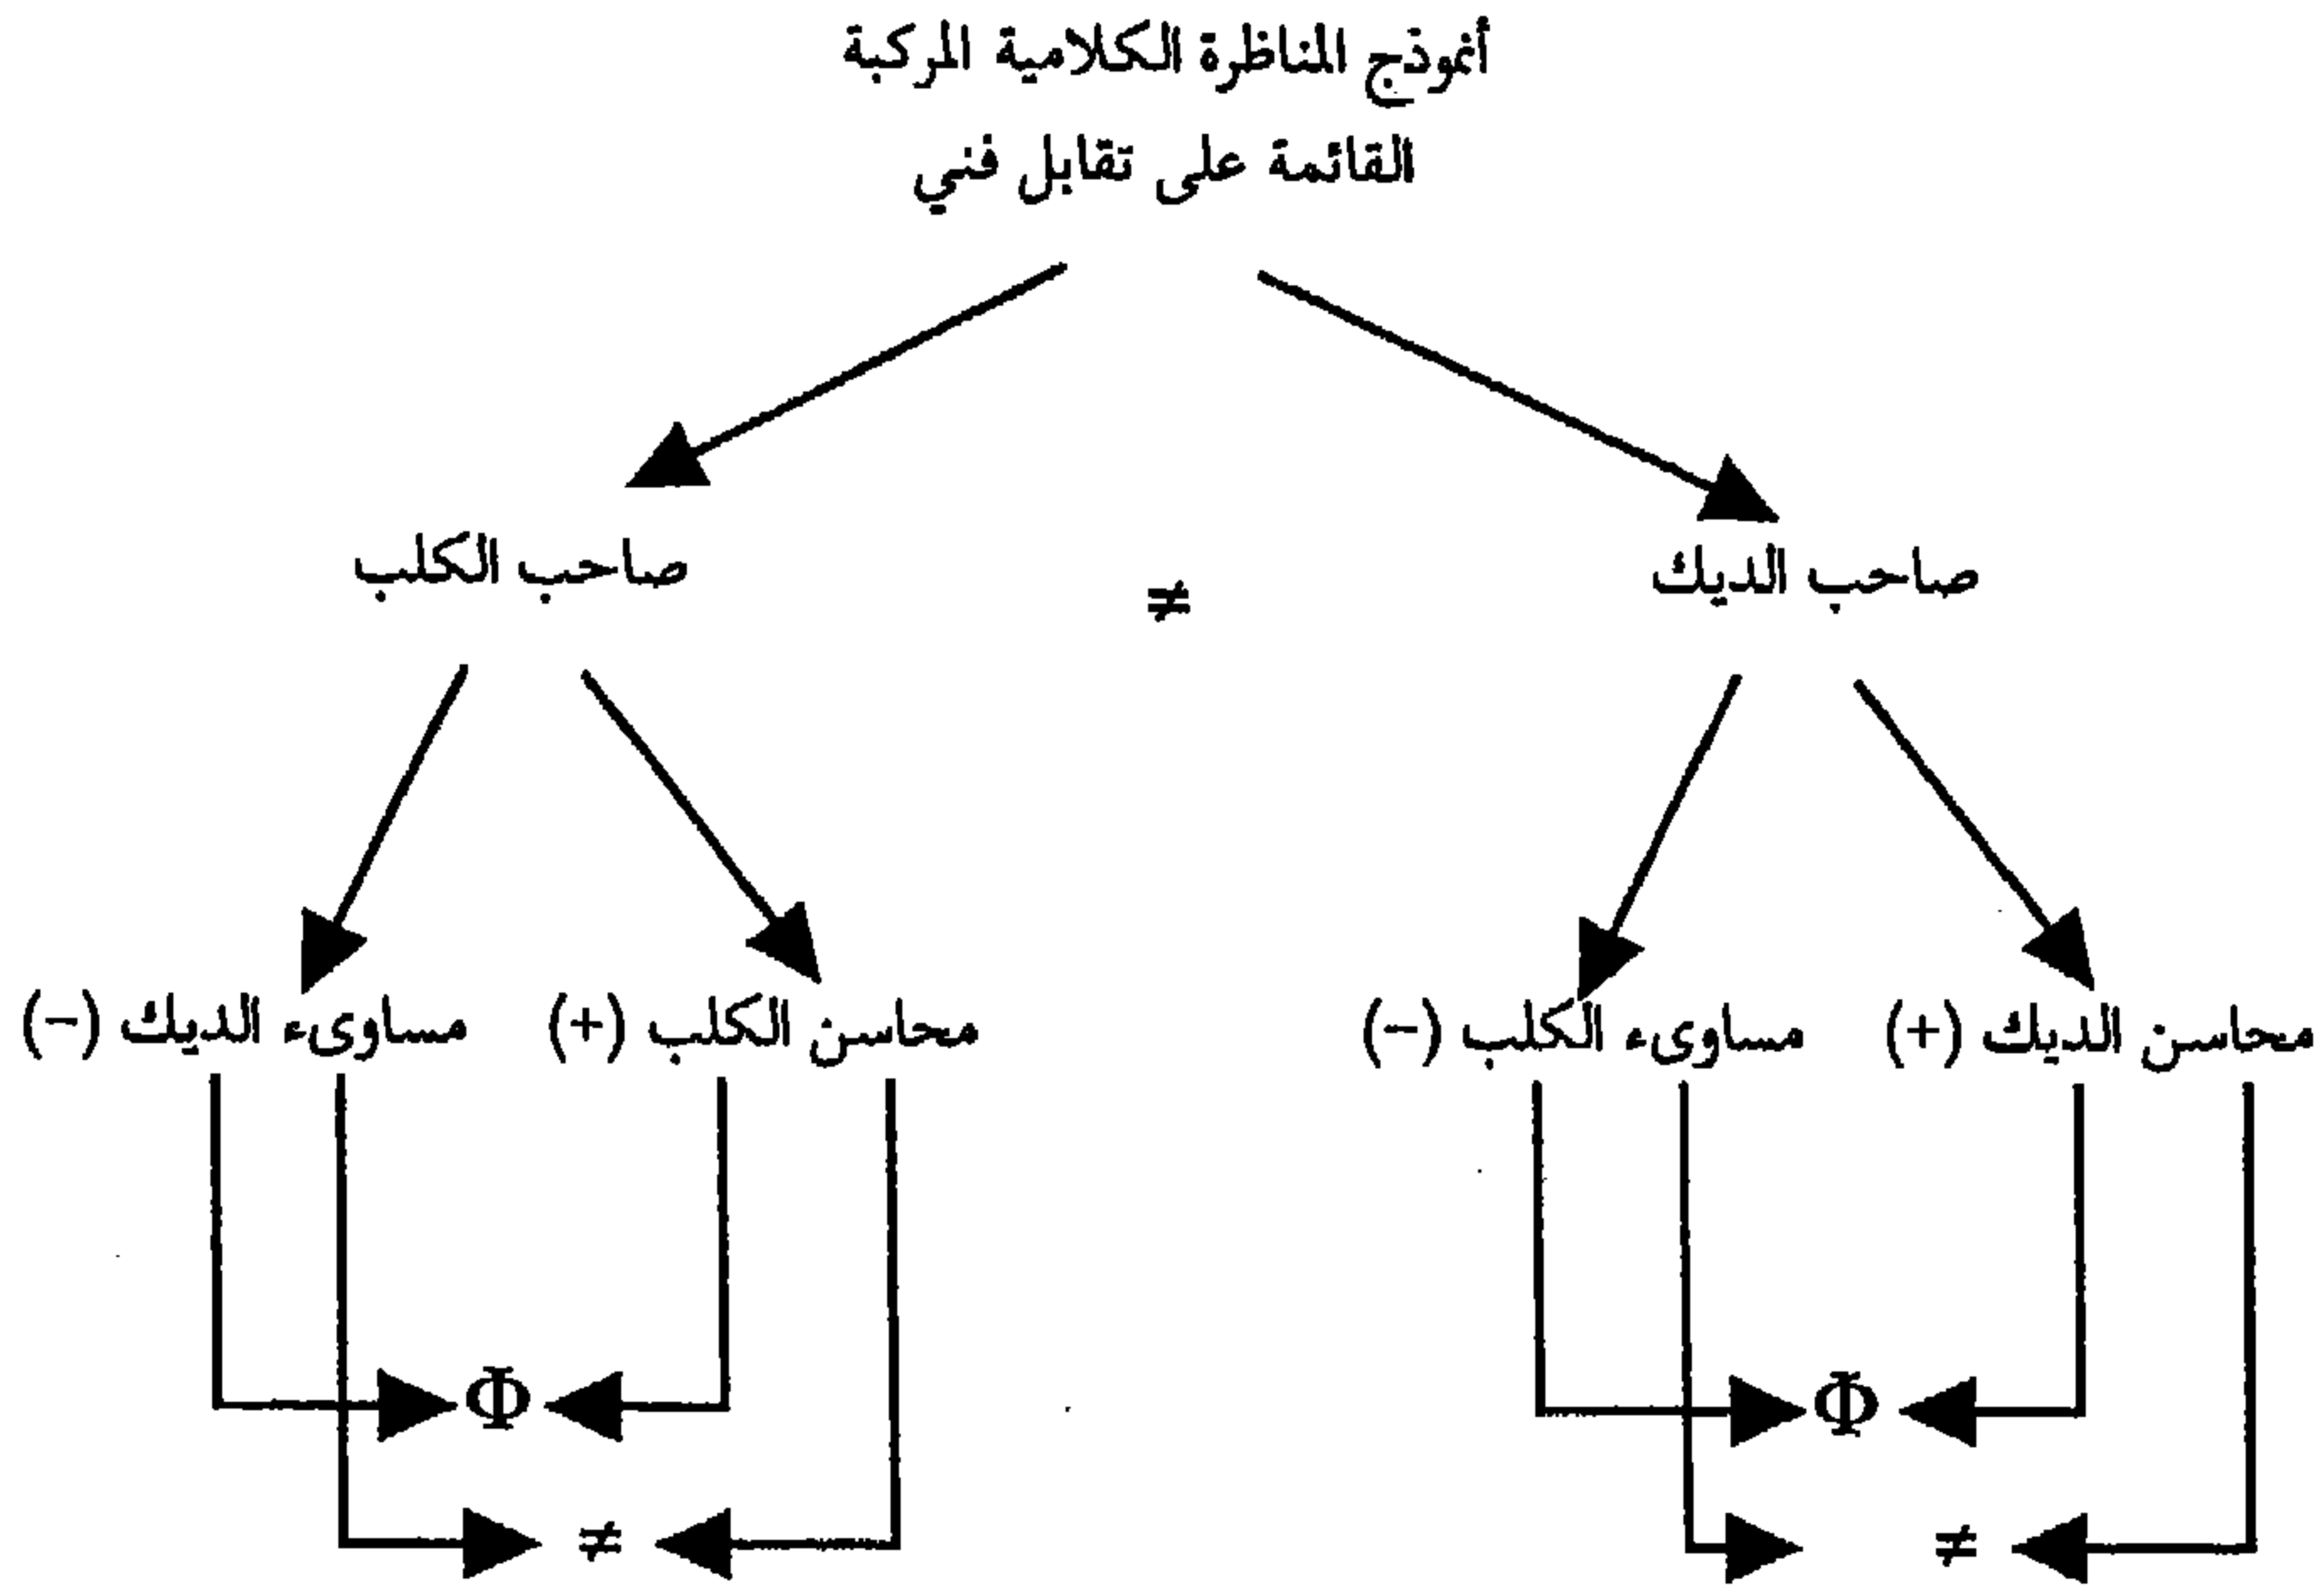 أنموذج المناظرة الكلامية المركبة
القائمة على تقابل فني
صاحب الديك ≠ صاحب الكلب
محاسن الديك (+) مساوىء الكلب (−) محاسن الكلب (+) مساوىء الديك (−)
Φ Φ
≠ ≠